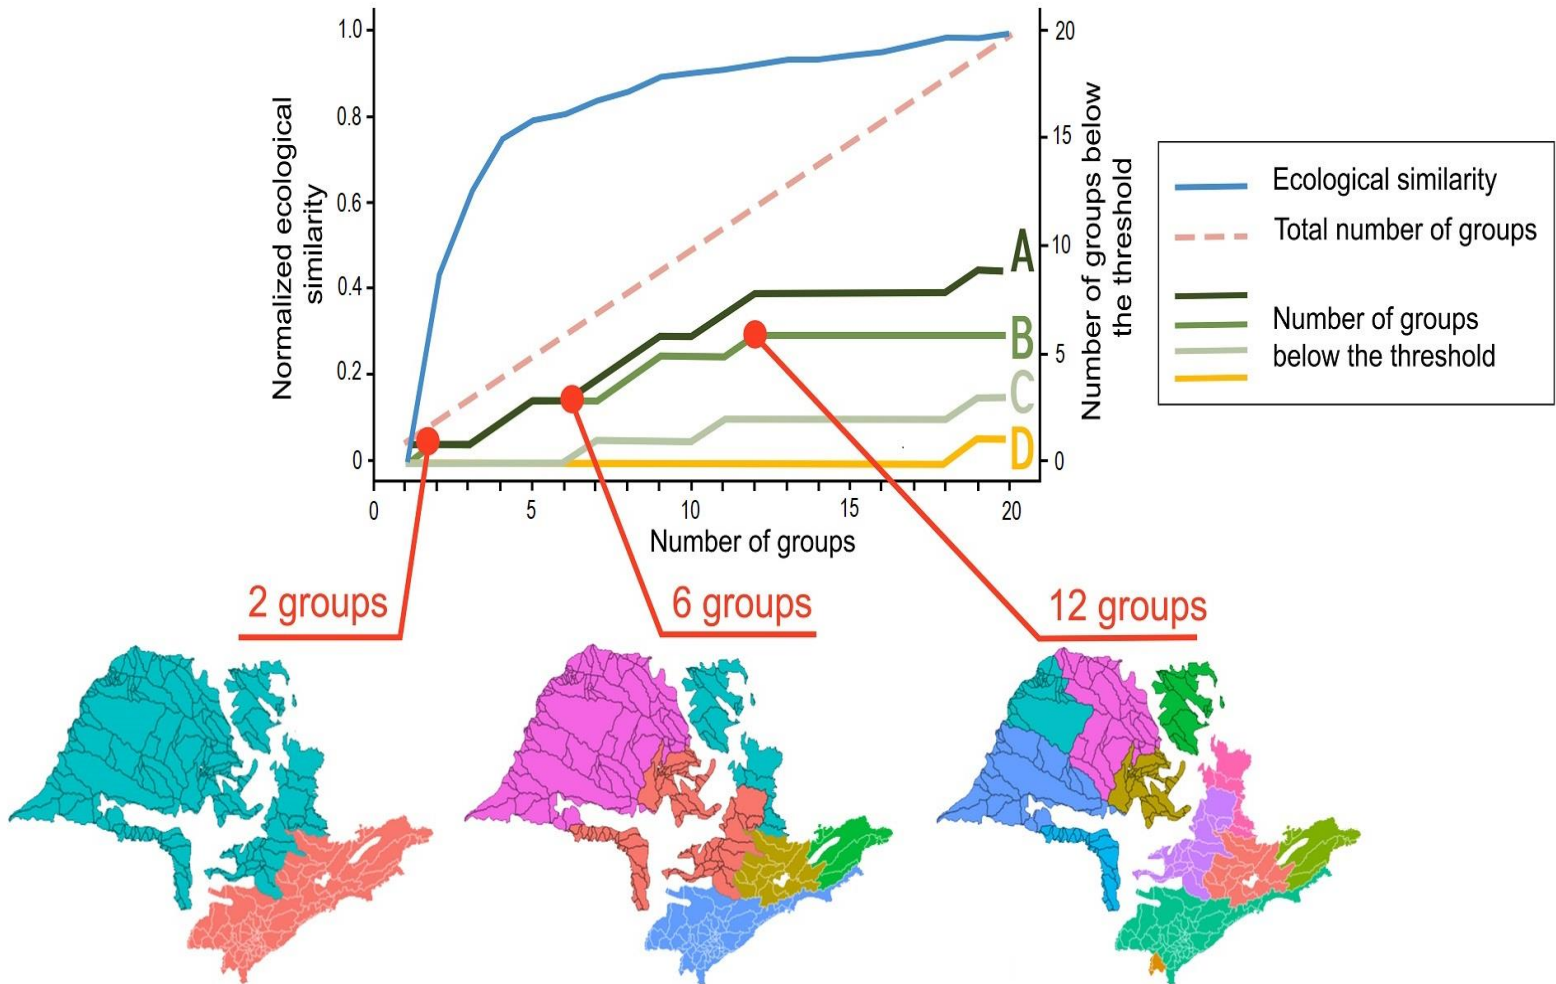 1.0
0.8
0.6
0.4
0.2
0
Normalized ecological
similarity
20
15
10
5
0
Number of groups below
the threshold
A
B
C
D
0
5
10
15
20
Number of groups
Ecological similarity
Total number of groups
Number of groups
below the threshold
2 groups
6 groups
12 groups